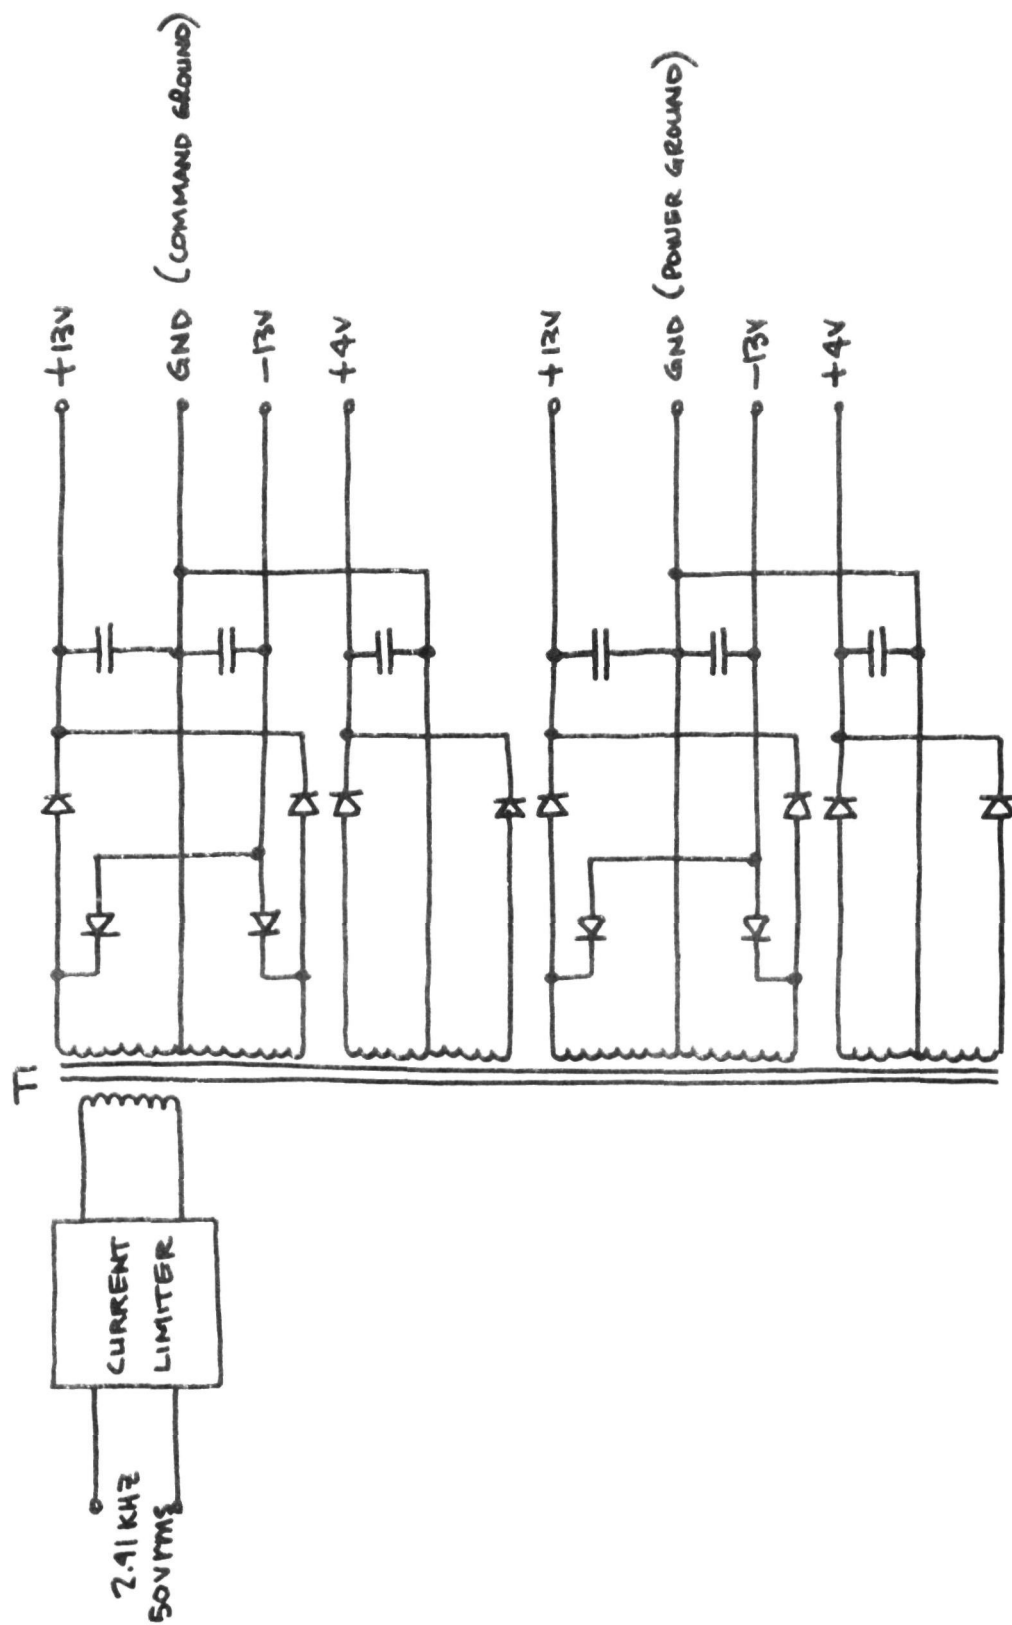 T1
2.41 KHZ
50Vrms
CURRENT
LIMITER
+13V
GND (COMMAND GROUND)
-13V
+4V
+13V
GND (POWER GROUND)
-13V
+4V